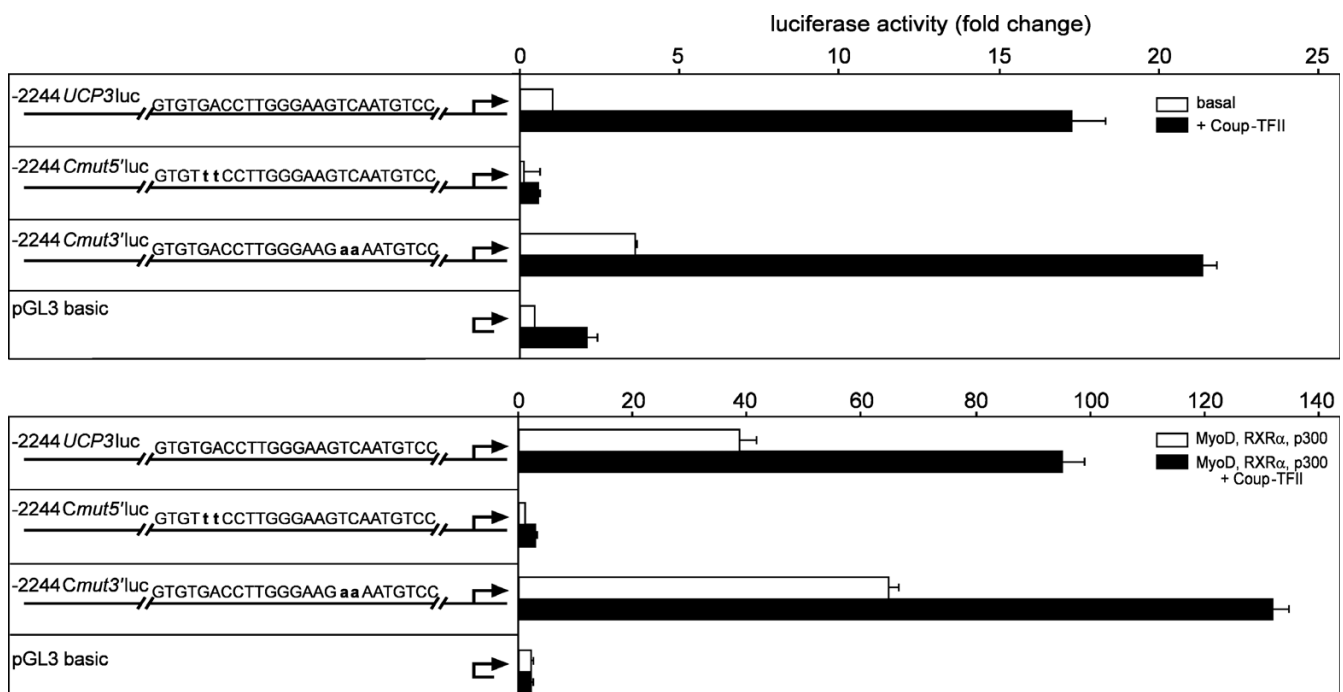 luciferase activity (fold change)
0 5 10 15 20 25
-2244 UCP3luc GTGTGACCTTGGGAAGTCAATGTCC
basal
+ Coup-TFII
-2244 Cmut5'luc GTGTttCCTTGGGAAGTCAATGTCC
-2244 Cmut3'luc GTGTGACCTTGGGAAGaaAATGTCC
pGL3 basic
0 20 40 60 80 100 120 140
-2244 UCP3luc GTGTGACCTTGGGAAGTCAATGTCC
MyoD, RXRα, p300
MyoD, RXRα, p300
+ Coup-TFII
-2244 Cmut5'luc GTGTttCCTTGGGAAGTCAATGTCC
-2244 Cmut3'luc GTGTGACCTTGGGAAGaaAATGTCC
pGL3 basic